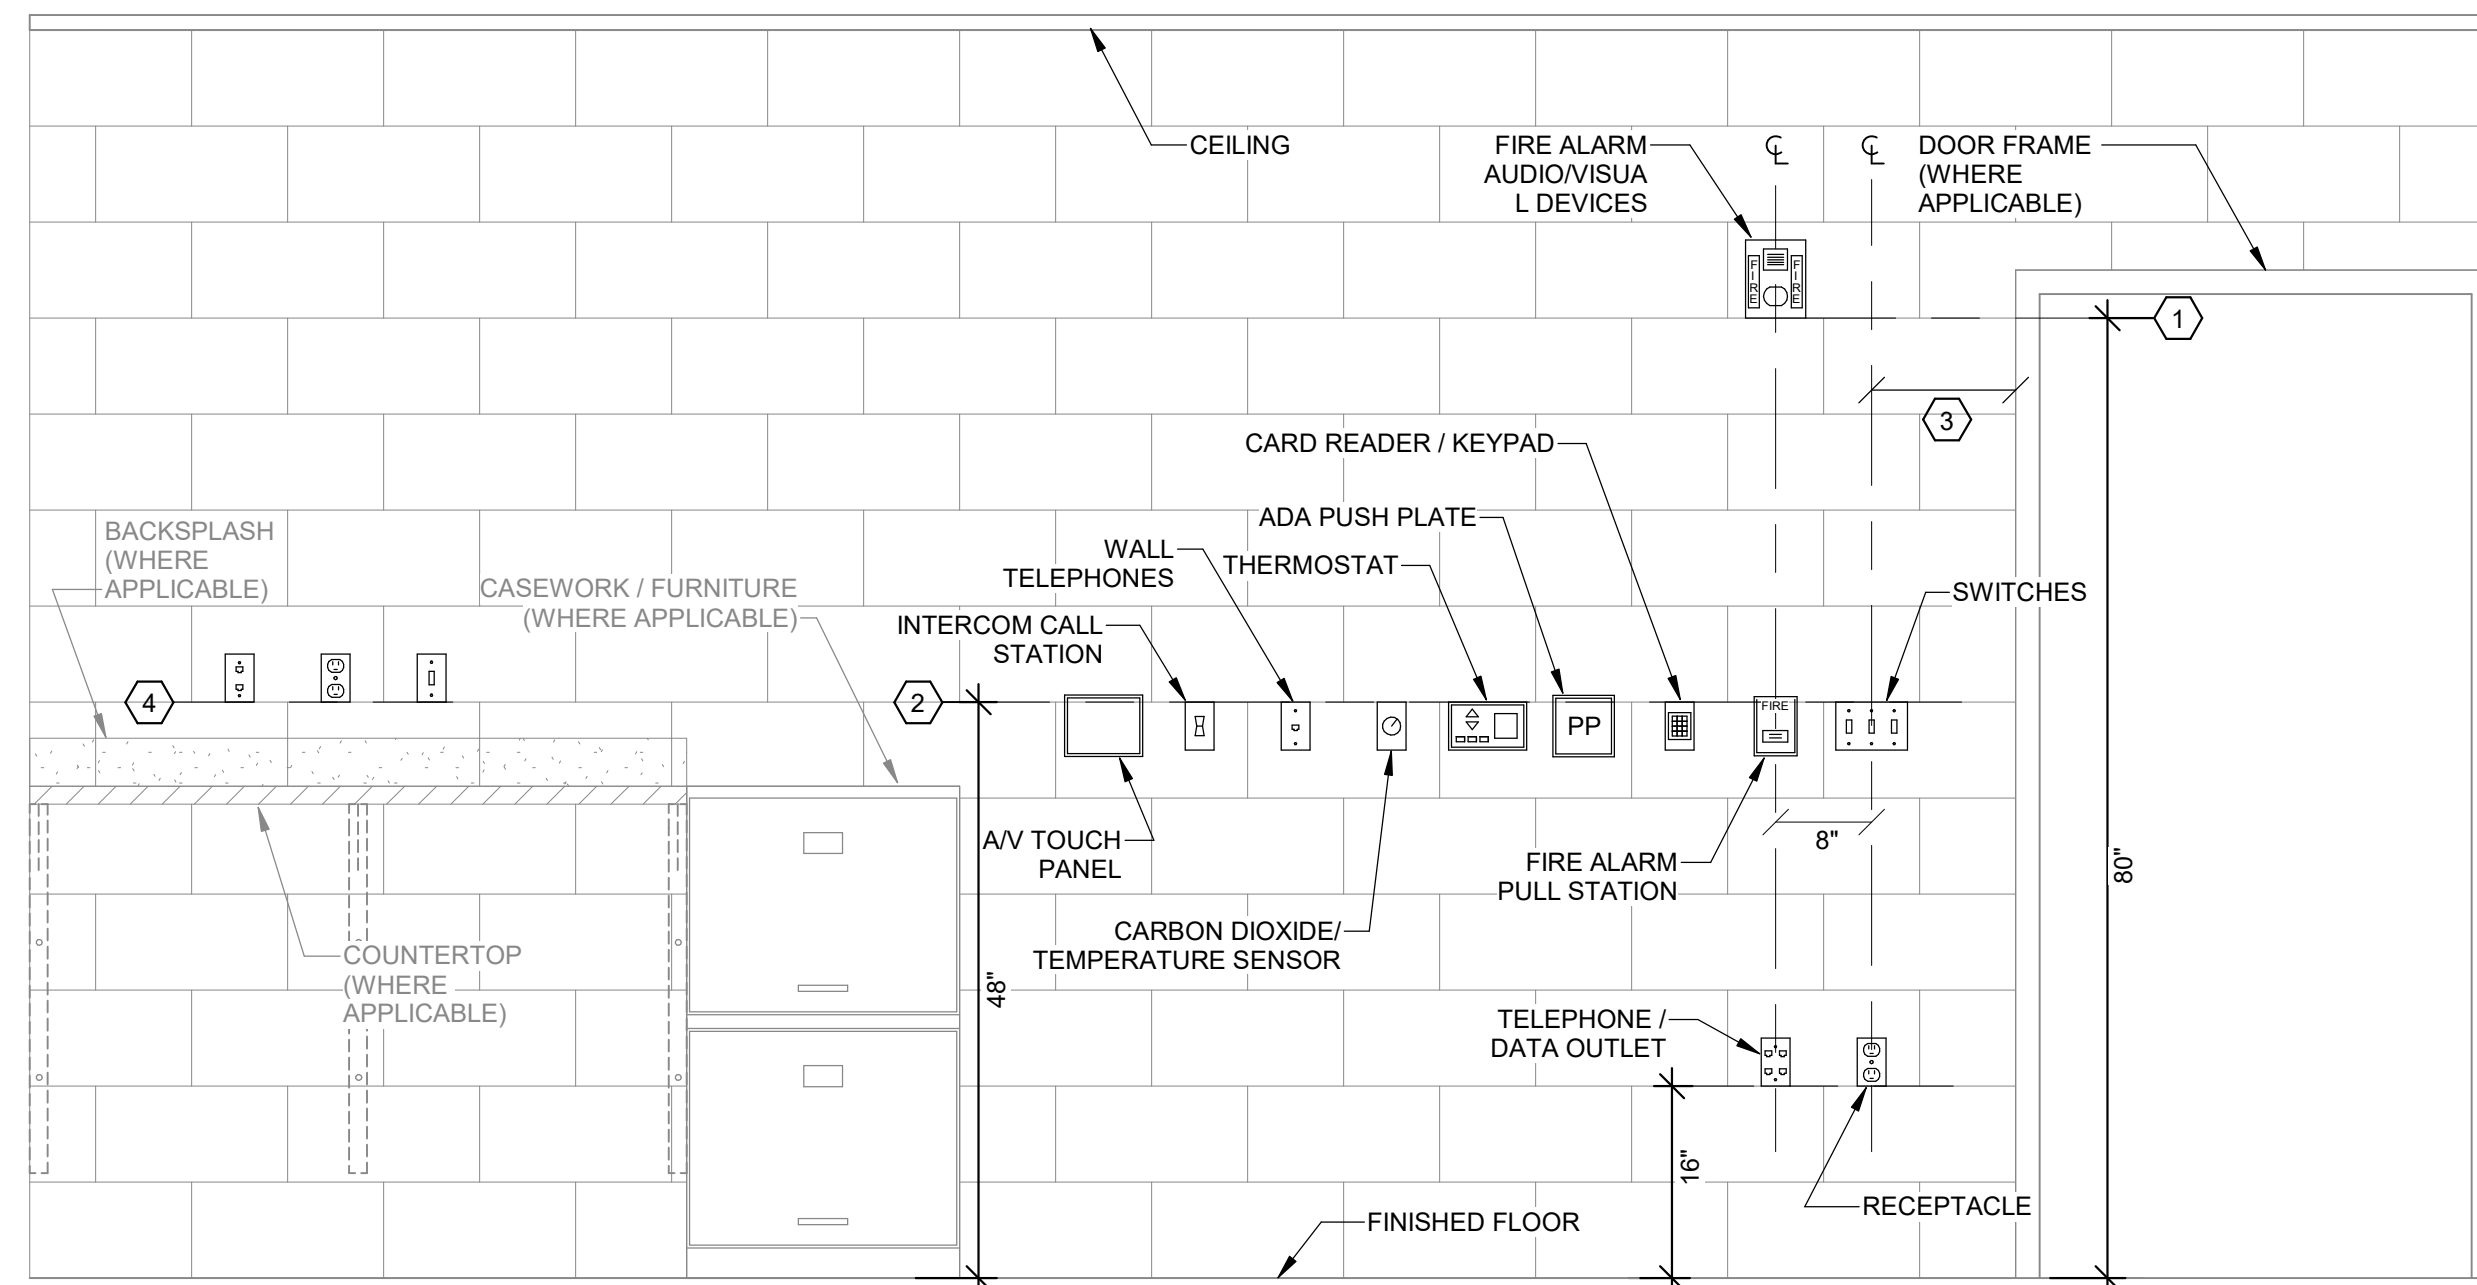 CEILING
FIRE ALARM
AUDIO/VISUA
L DEVICES
℄
℄
DOOR FRAME
(WHERE
APPLICABLE)
FIRE
FIRE
1
3
CARD READER / KEYPAD
ADA PUSH PLATE
WALL
TELEPHONES
THERMOSTAT
BACKSPLASH
(WHERE
APPLICABLE)
CASEWORK / FURNITURE
(WHERE APPLICABLE)
INTERCOM CALL
STATION
SWITCHES
4
2
PP
FIRE
A/V TOUCH
PANEL
8"
FIRE ALARM
PULL STATION
80"
CARBON DIOXIDE/
TEMPERATURE SENSOR
COUNTERTOP
(WHERE
APPLICABLE)
48"
TELEPHONE /
DATA OUTLET
16"
RECEPTACLE
FINISHED FLOOR